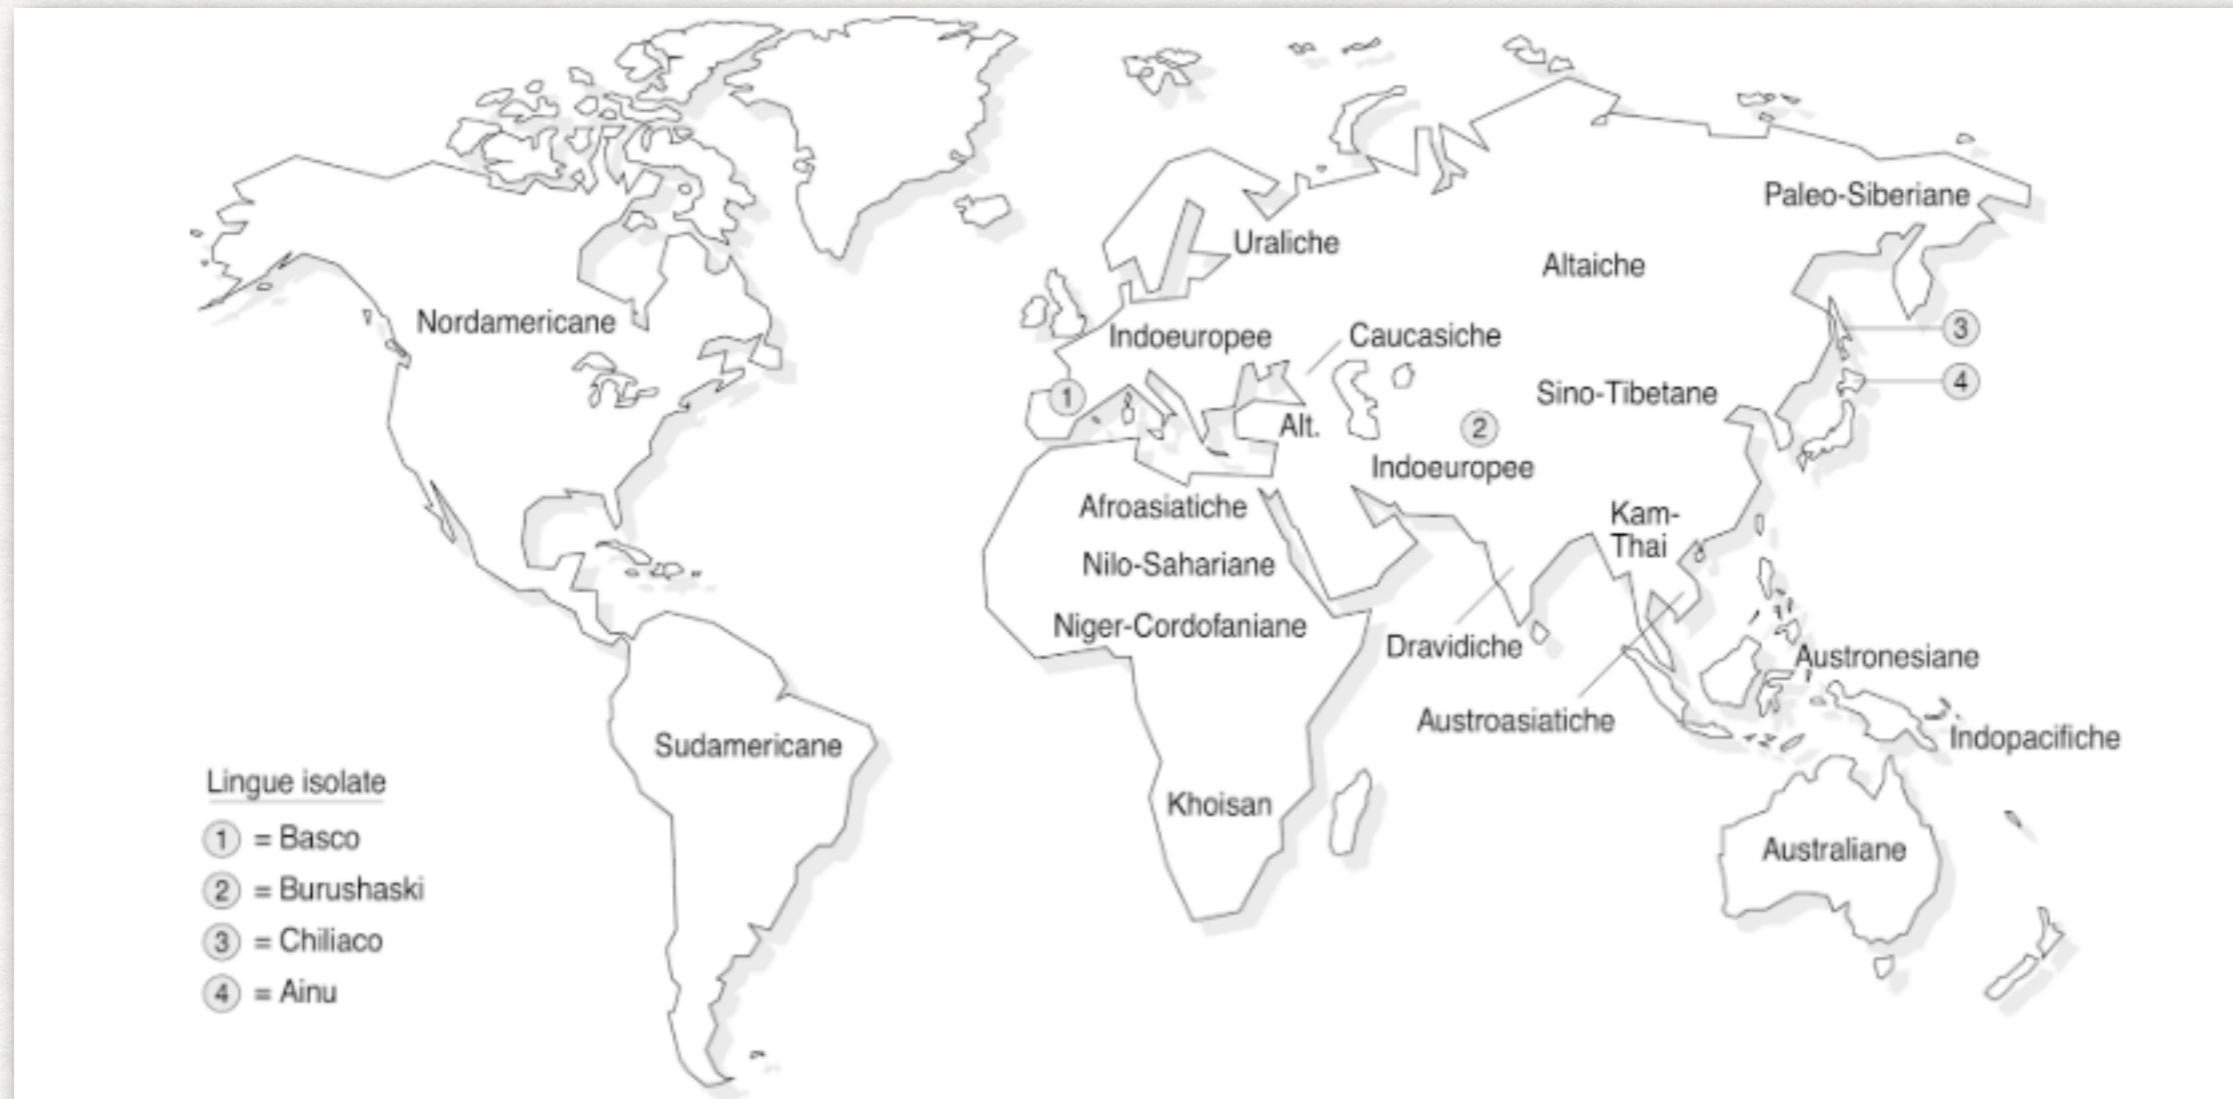 Paleo-Siberiane
Uraliche
Altaiche
Nordamericane
Indoeuropee
Caucasiche
3
Sino-Tibetane
4
1
Alt.
2
Indoeuropee
Afroasiatiche
Kam-
Thai
Nilo-Sahariane
Niger-Cordofaniane
Dravidiche
Austronesiane
Austroasiatiche
Indopacifiche
Sudamericane
Khoisan
Australiane
Lingue isolate
1 = Basco
2 = Burushaski
3 = Chiliaco
4 = Ainu